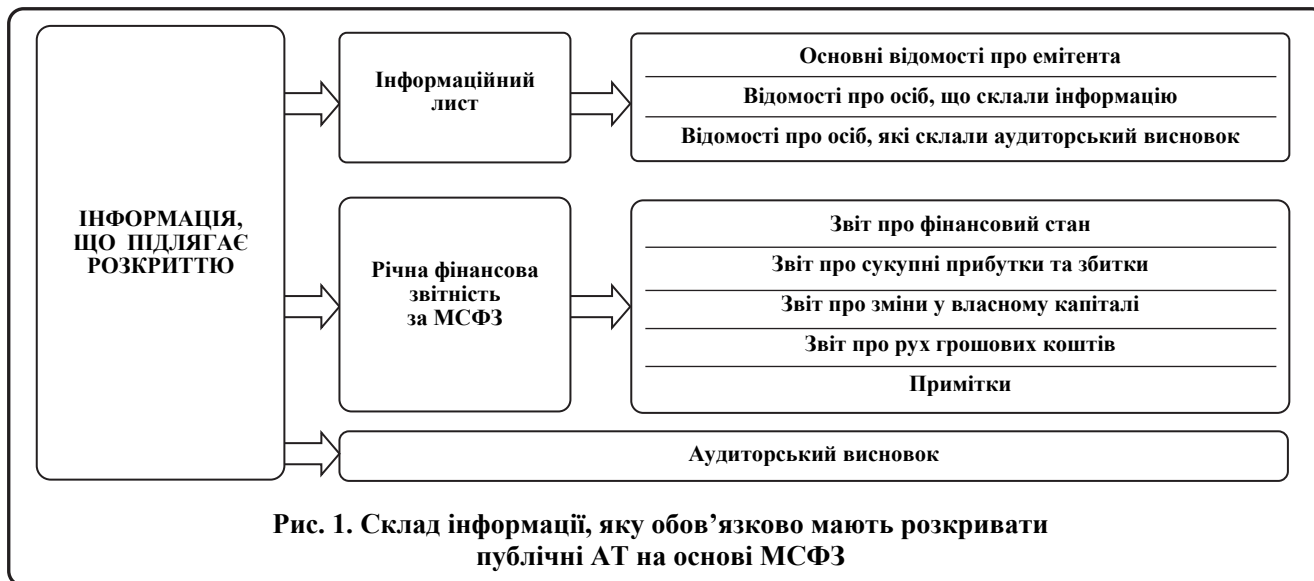 ІНФОРМАЦІЯ,
ЩО ПІДЛЯГАЄ
РОЗКРИТТЮ
Інформаційний
лист
Основні відомості про емітента
Відомості про осіб, що склали інформацію
Відомості про осіб, які склали аудиторський висновок
Річна фінансова
звітність
за МСФЗ
Звіт про фінансовий стан
Звіт про сукупні прибутки та збитки
Звіт про зміни у власному капіталі
Звіт про рух грошових коштів
Примітки
Аудиторський висновок
Рис. 1. Склад інформації, яку обов’язково мають розкривати
публічні АТ на основі МСФЗ